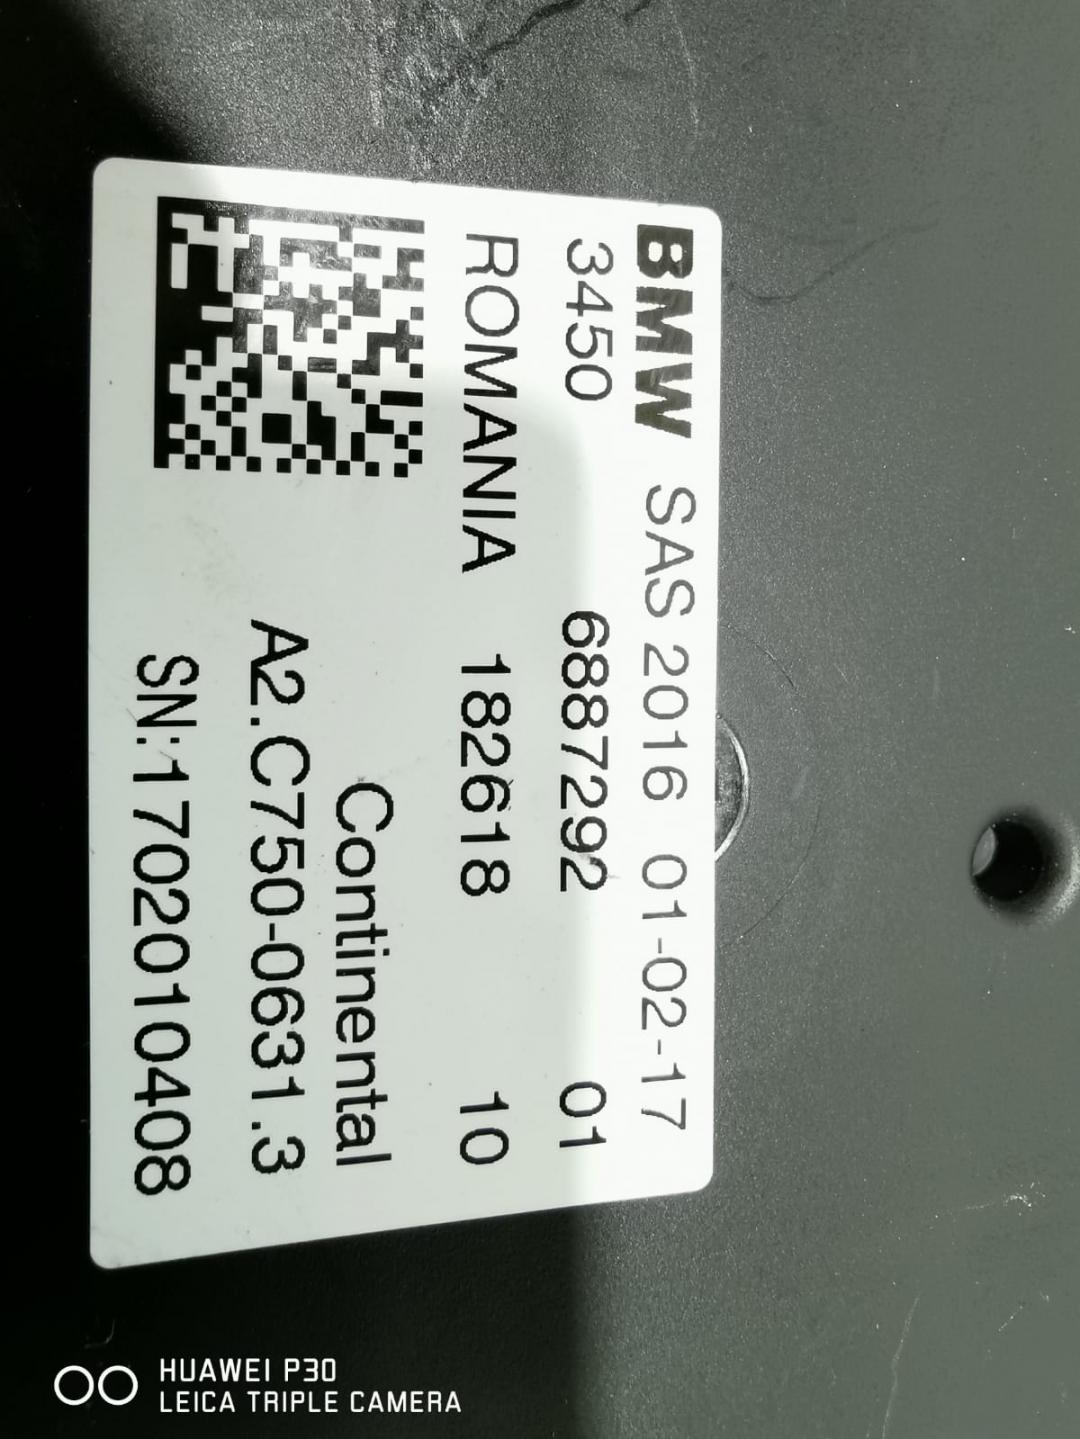 BMW SAS 2016 01-02-17
3450 6887292 01
ROMANIA 182618 10
Continental
A2.C750-0631.3
SN:1702010408
HUAWEI P30
LEICA TRIPLE CAMERA